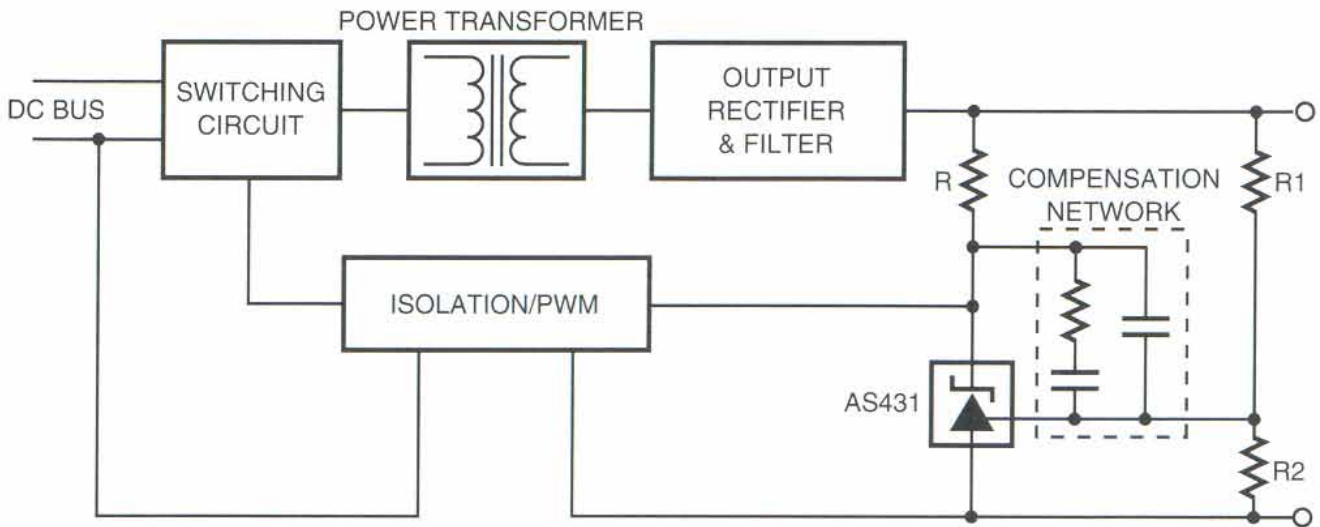 POWER TRANSFORMER
DC BUS
SWITCHING
CIRCUIT
OUTPUT
RECTIFIER
& FILTER
R
COMPENSATION
NETWORK
R1
ISOLATION/PWM
AS431
R2